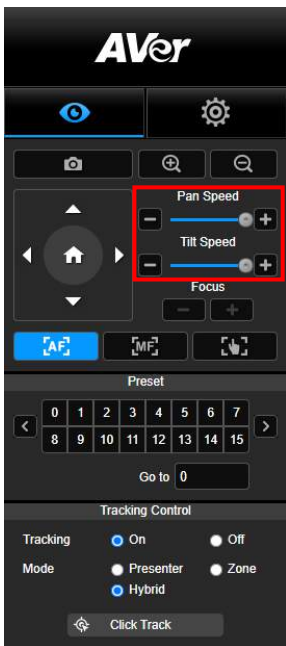 AVer
Pan Speed
Tilt Speed
Focus
AF
MF
Preset
0 1 2 3 4 5 6 7
8 9 10 11 12 13 14 15
Go to 0
Tracking Control
Tracking On Off
Mode Presenter Zone
Hybrid
Click Track